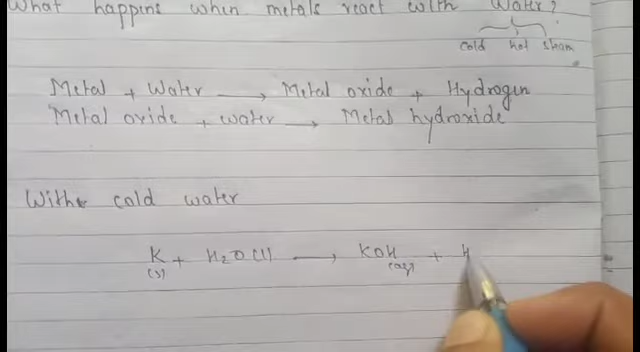 What happens when metals react with Water?
cold hot steam
Metal + Water → Metal oxide + Hydrogen
Metal oxide + water → Metal hydroxide
With cold water
K + H₂O (l) → KOH + H
(s) (aq)